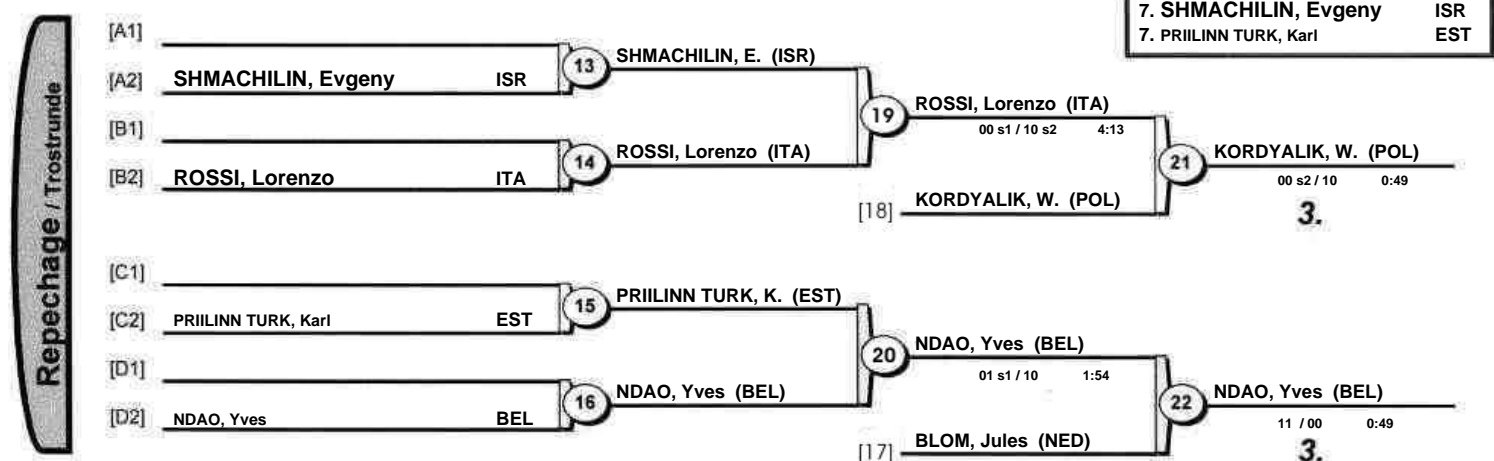 7. SHMACHILIN, Evgeny ISR
7. PRIILINN TURK, Karl EST
Repechage / Trostrunde
[A1]
[A2] SHMACHILIN, Evgeny ISR
13 SHMACHILIN, E. (ISR)
[B1]
[B2] ROSSI, Lorenzo ITA
14 ROSSI, Lorenzo (ITA)
19 ROSSI, Lorenzo (ITA)
00 s1 / 10 s2 4:13
[18] KORDYALIK, W. (POL)
21 KORDYALIK, W. (POL)
00 s2 / 10 0:49
3.
[C1]
[C2] PRIILINN TURK, Karl EST
15 PRIILINN TURK, K. (EST)
[D1]
[D2] NDAO, Yves BEL
16 NDAO, Yves (BEL)
20 NDAO, Yves (BEL)
01 s1 / 10 1:54
[17] BLOM, Jules (NED)
22 NDAO, Yves (BEL)
11 / 00 0:49
3.